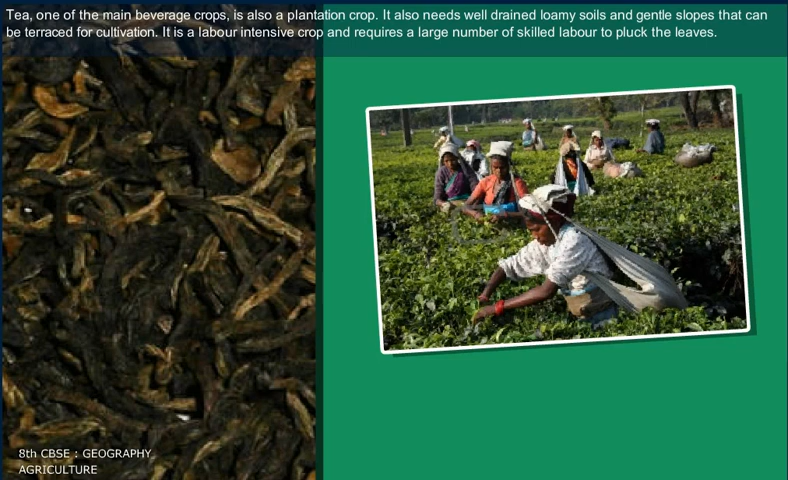 Tea, one of the main beverage crops, is also a plantation crop. It also needs well drained loamy soils and gentle slopes that can
be terraced for cultivation. It is a labour intensive crop and requires a large number of skilled labour to pluck the leaves.
8th CBSE : GEOGRAPHY
AGRICULTURE